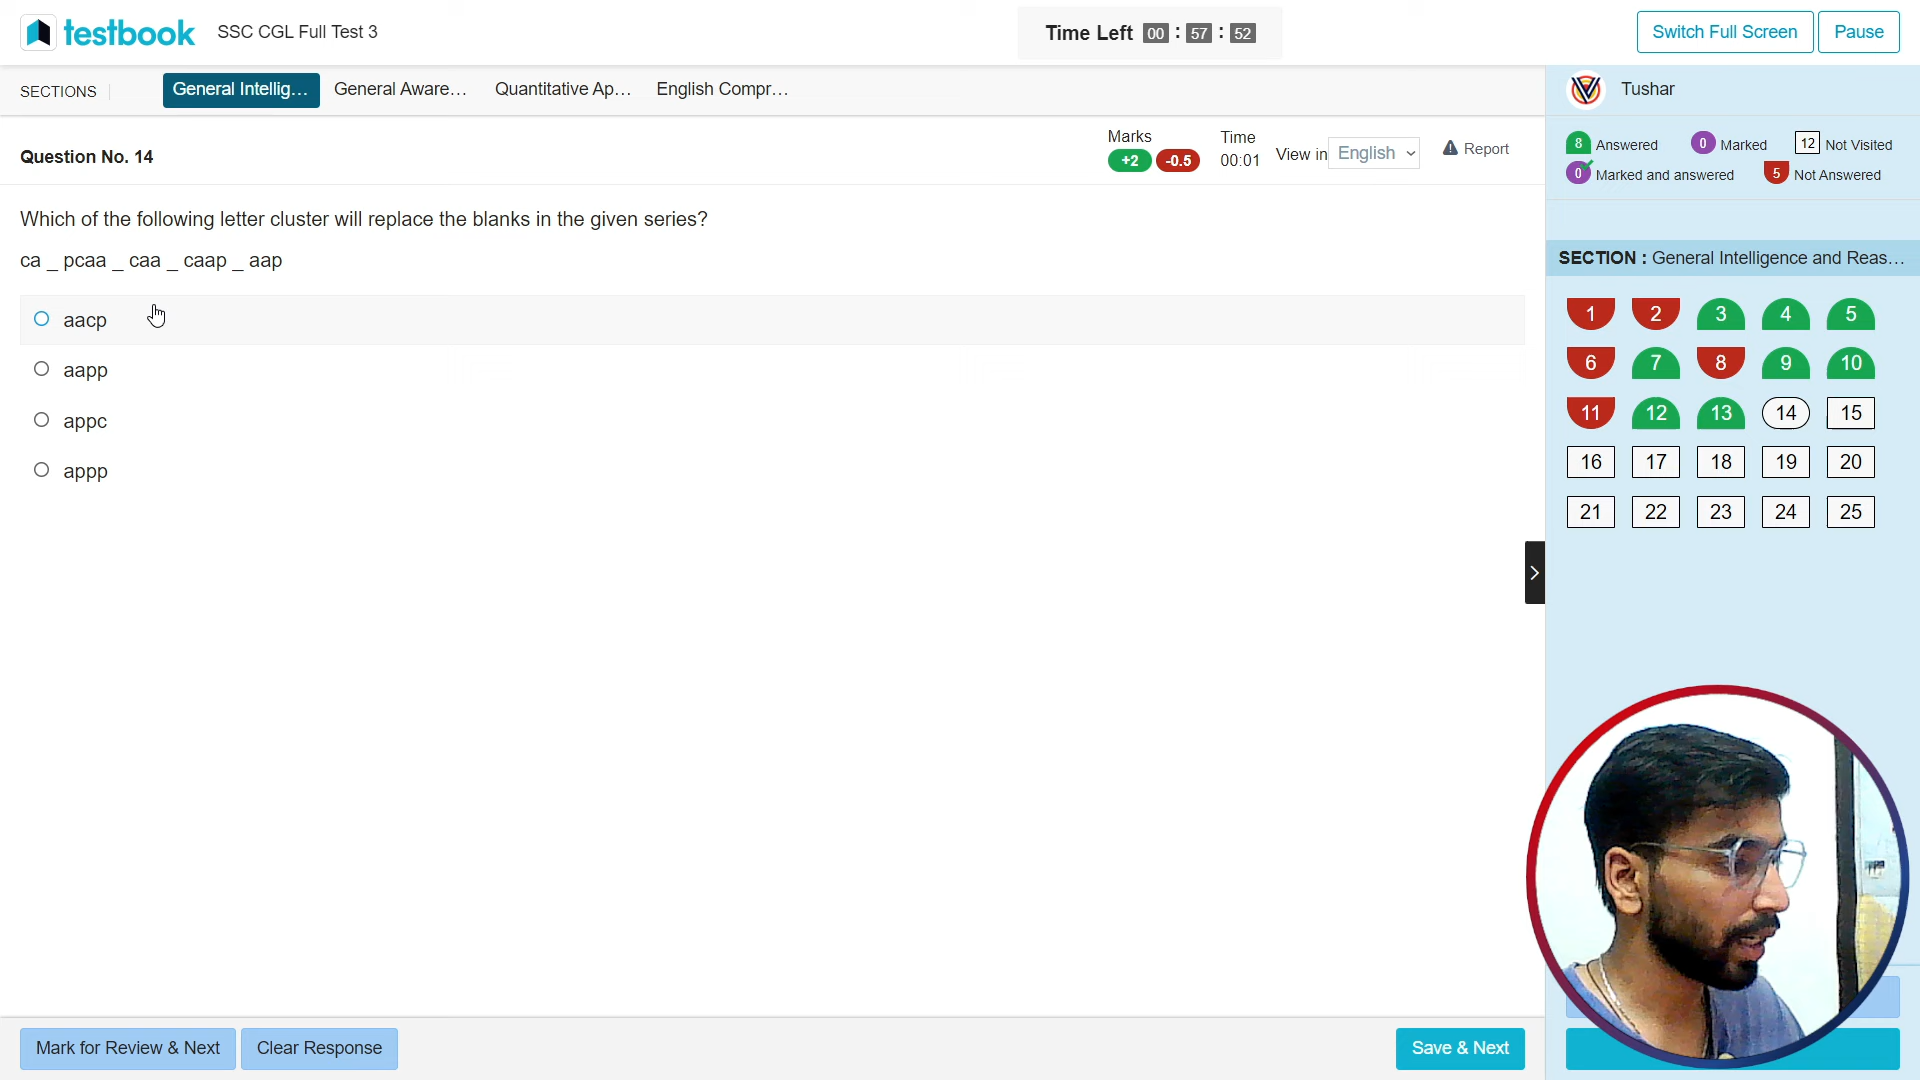 testbook SSC CGL Full Test 3 Time Left 00 : 57 : 52 Switch Full Screen Pause
SECTIONS General Intellig... General Aware... Quantitative Ap... English Compr...
Tushar
Question No. 14 Marks +2 -0.5 Time 00:01 View in English Report
8 Answered 0 Marked 12 Not Visited
0 Marked and answered 5 Not Answered
Which of the following letter cluster will replace the blanks in the given series?
ca _ pcaa _ caa _ caap _ aap
aacp
aapp
appc
appp
SECTION : General Intelligence and Reas...
1 2 3 4 5
6 7 8 9 10
11 12 13 14 15
16 17 18 19 20
21 22 23 24 25
Mark for Review & Next Clear Response Save & Next